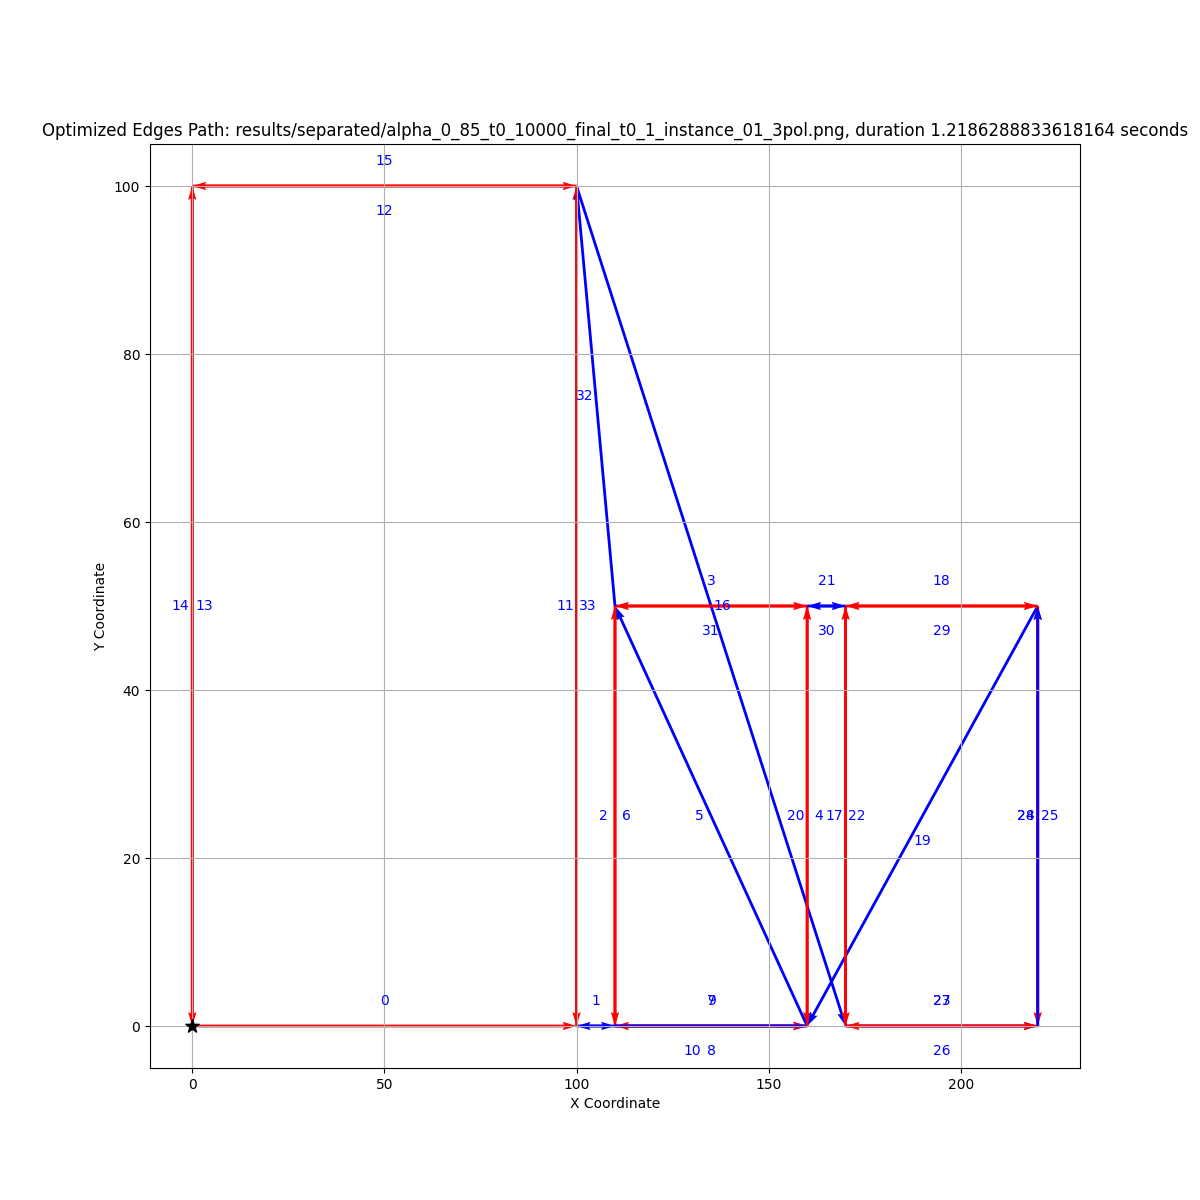 Optimized Edges Path: results/separated/alpha_0_85_t0_10000_final_t0_1_instance_01_3pol.png, duration 1.2186288833618164 seconds
15
100
12
80
32
60
3 21 18
14 13 11 33 16
31 30 29
Y Coordinate
40
2 6 5 20 4 17 22 25
19
20
0 1
0
10 8 26
0 50 100 150 200
X Coordinate